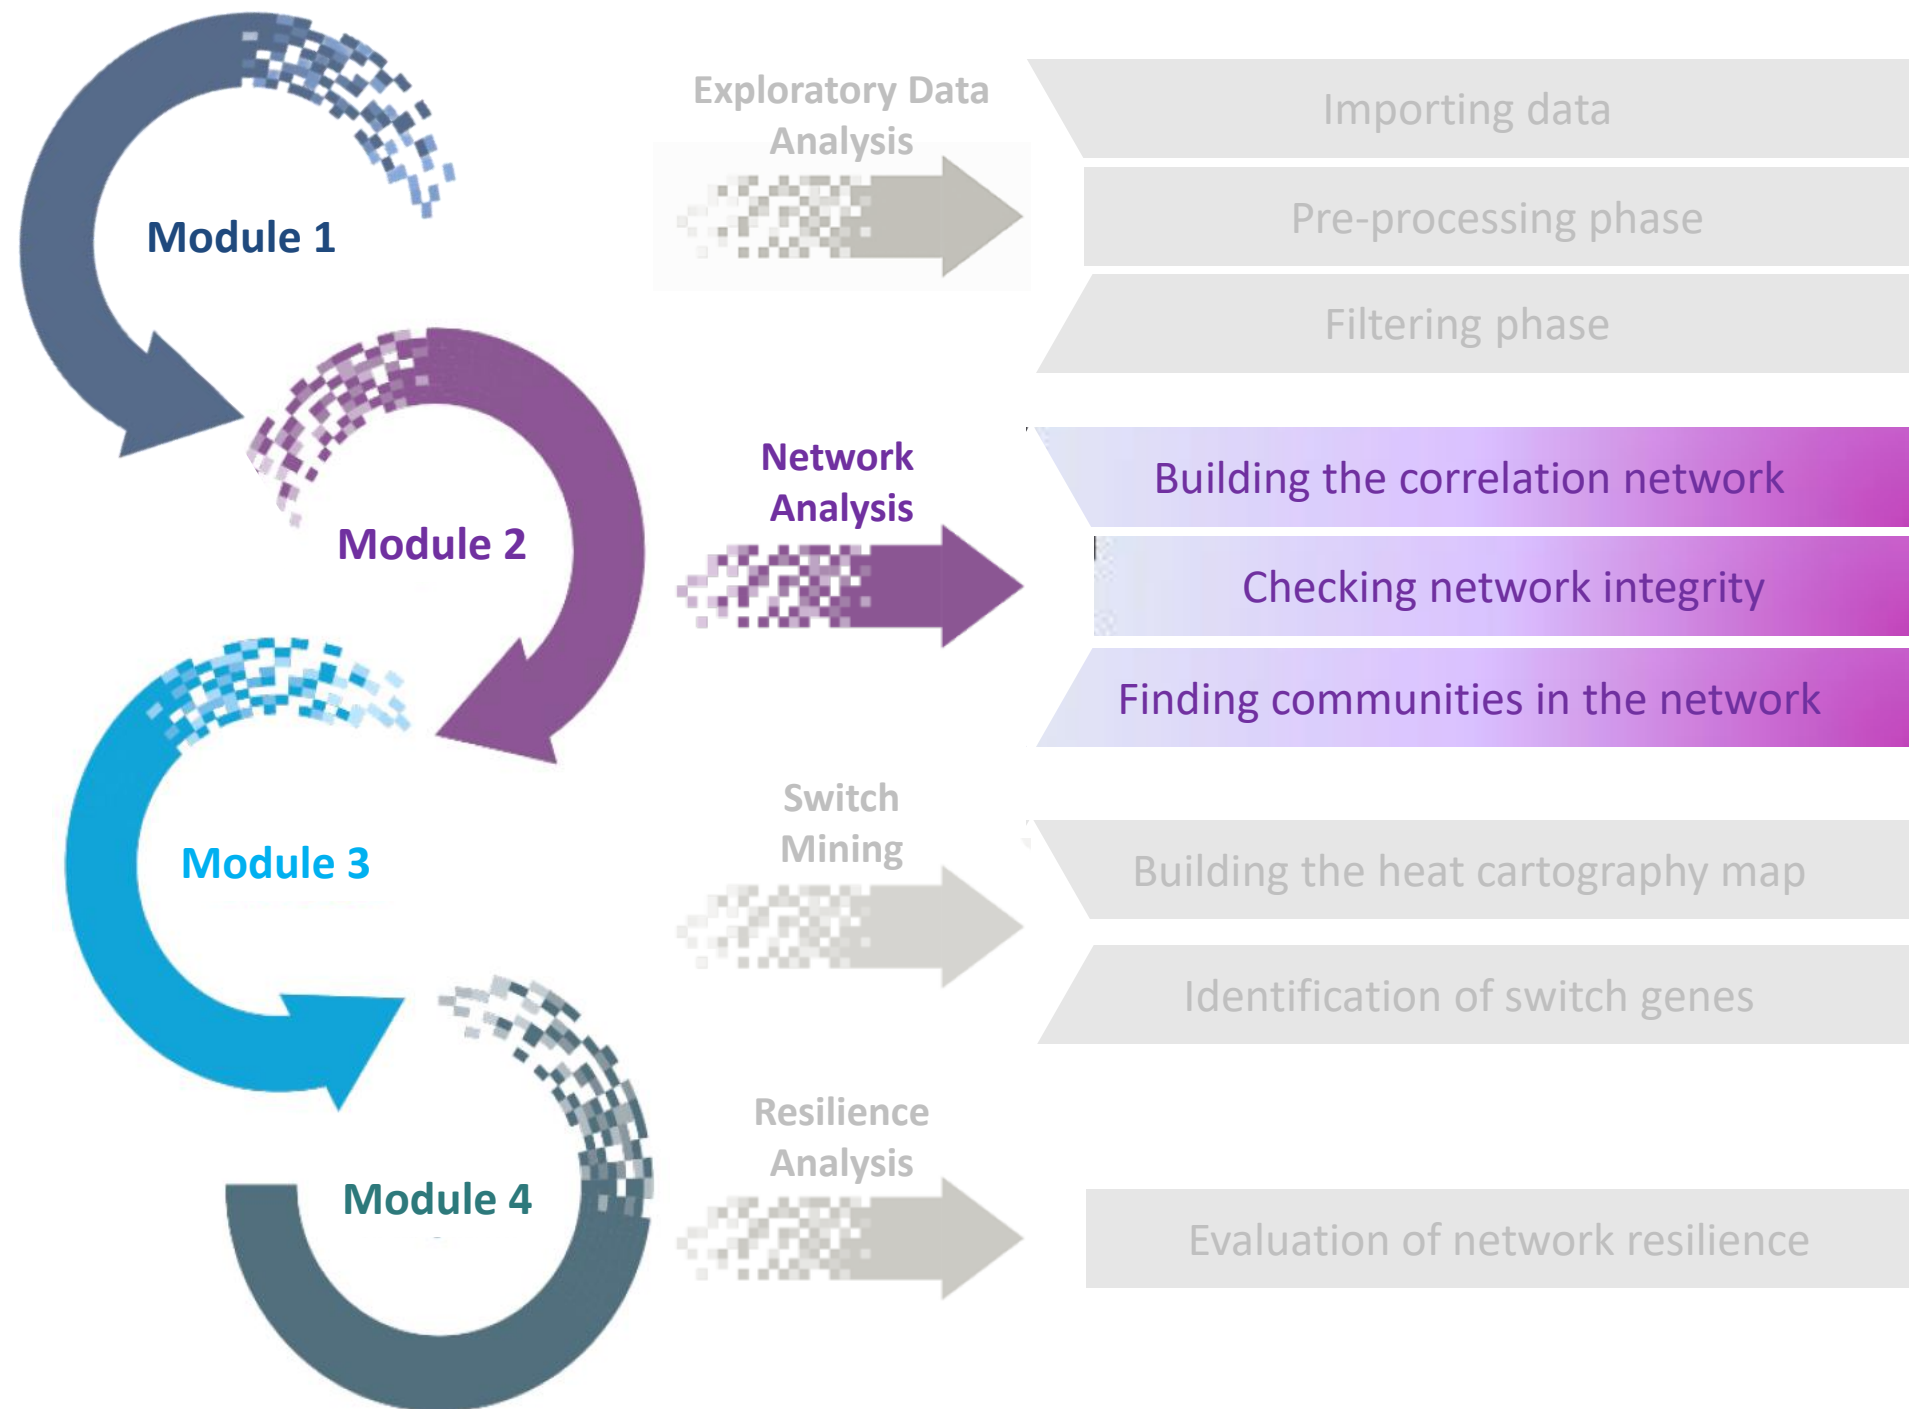 Module 1
Exploratory Data
Analysis
Importing data
Pre-processing phase
Filtering phase
Module 2
Network
Analysis
Building the correlation network
Checking network integrity
Finding communities in the network
Module 3
Switch
Mining
Building the heat cartography map
Identification of switch genes
Module 4
Resilience
Analysis
Evaluation of network resilience